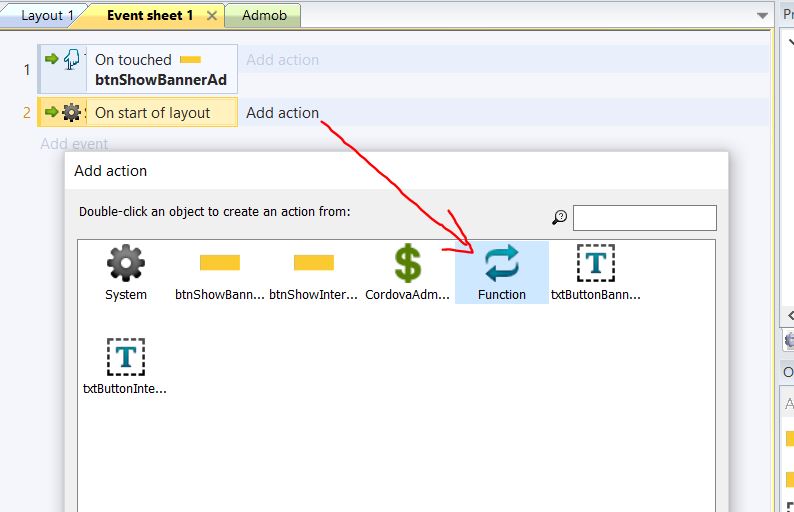 Layout 1 Event sheet 1 Admob
1 On touched Add action
btnShowBannerAd
2 On start of layout Add action
Add event
Add action
Double-click an object to create an action from:
System btnShowBann... btnShowInter... CordovaAdm... Function txtButtonBann...
txtButtonInte...